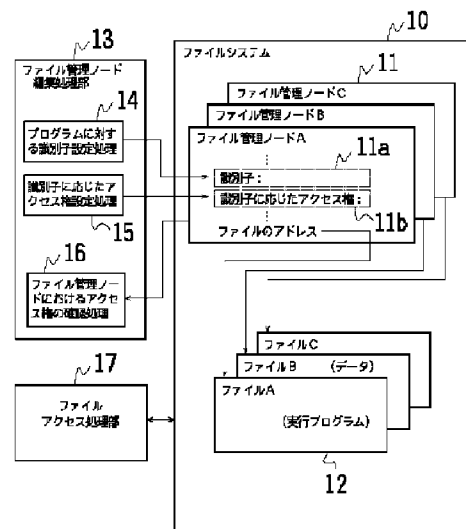 10
ファイルシステム
13
ファイル管理ノード
編集処理部
14
プログラムに対す
る識別子設定処理
識別子に応じたア
クセス権設定処理
15
16
ファイル管理ノー
ドにおけるアクセ
ス権の確認処理
17
ファイル
アクセス処理部
11
ファイル管理ノードC
ファイル管理ノードB
ファイル管理ノードA
11a
識別子：
識別子に応じたアクセス権：
11b
ファイルのアドレス
ファイルC
ファイルB (データ)
ファイルA
(実行プログラム)
12